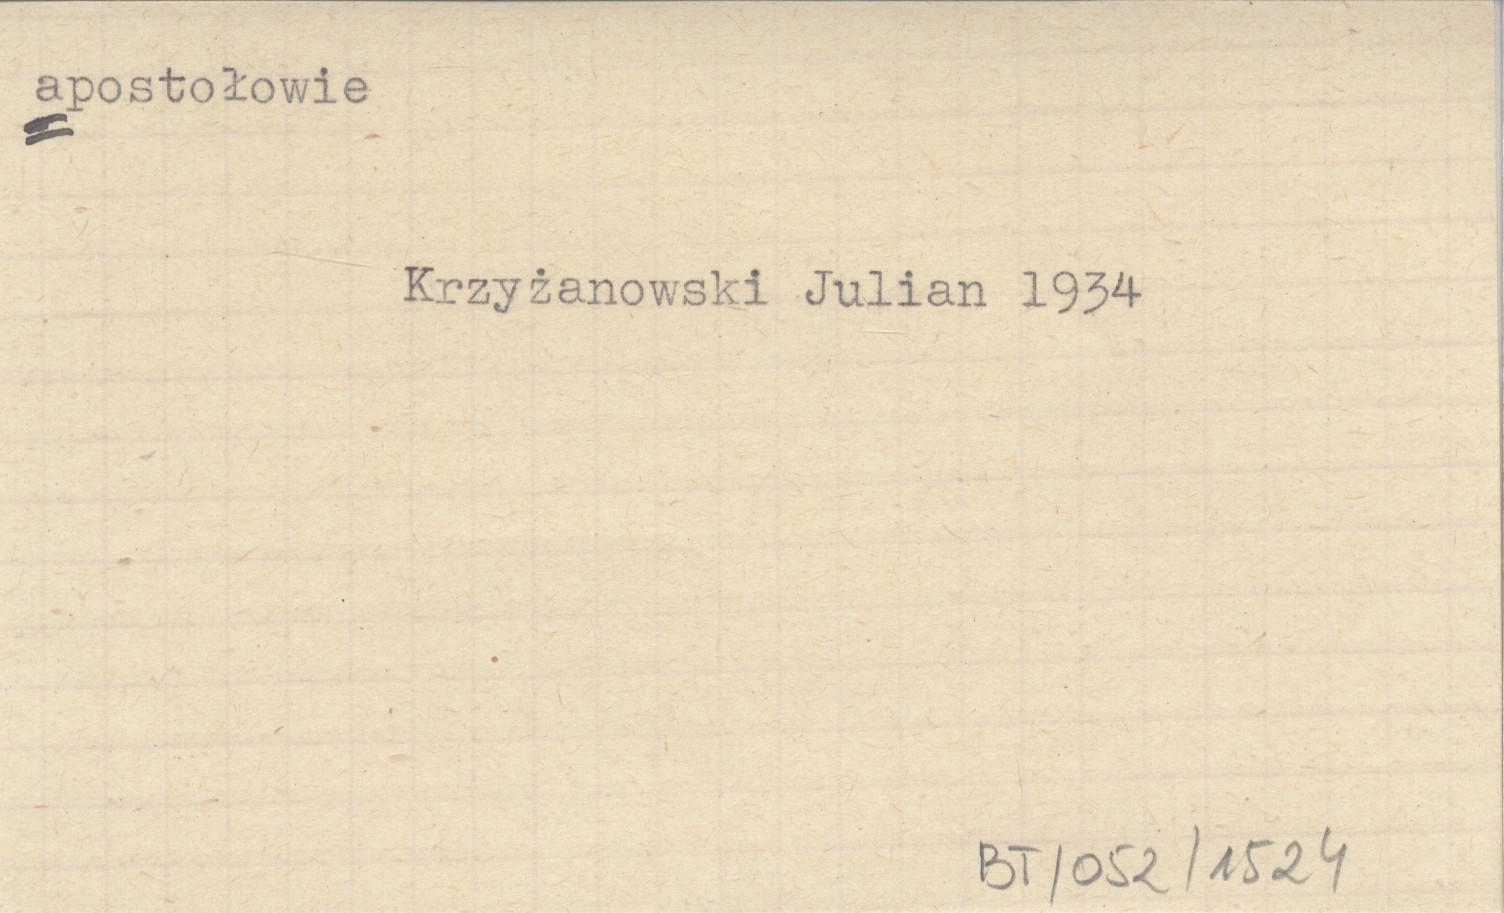 apostołowie
Krzyżanowski Julian 1934
BT/052/1524